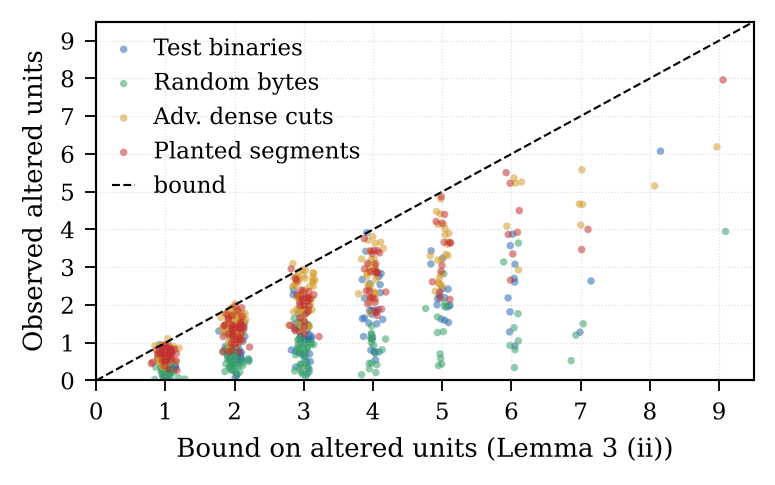 Test binaries
Random bytes
Adv. dense cuts
Planted segments
bound
Observed altered units
9
8
7
6
5
4
3
2
1
0
0 1 2 3 4 5 6 7 8 9
Bound on altered units (Lemma 3 (ii))